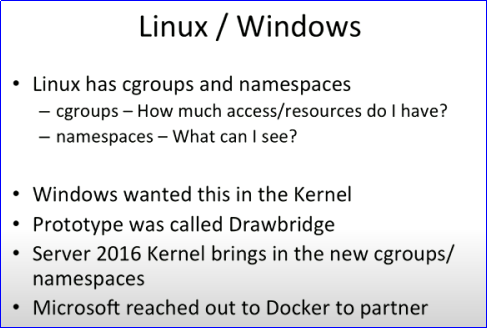 Linux / Windows
• Linux has cgroups and namespaces
– cgroups – How much access/resources do I have?
– namespaces – What can I see?
• Windows wanted this in the Kernel
• Prototype was called Drawbridge
• Server 2016 Kernel brings in the new cgroups/
namespaces
• Microsoft reached out to Docker to partner